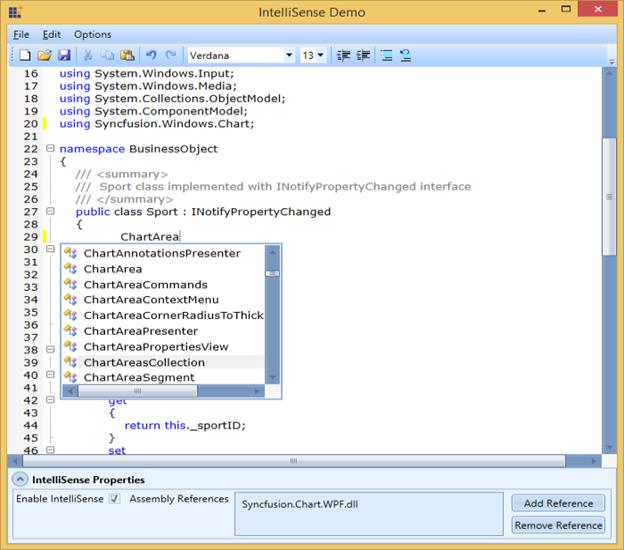 IntelliSense Demo
File Edit Options
Verdana 13
16 using System.Windows.Input;
17 using System.Windows.Media;
18 using System.Collections.ObjectModel;
19 using System.ComponentModel;
20 using Syncfusion.Windows.Chart;
21
22 namespace BusinessObject
23 {
24 /// <summary>
25 /// Sport class implemented with INotifyPropertyChanged interface
26 /// </summary>
27 public class Sport : INotifyPropertyChanged
28 {
29 ChartArea
30 ChartAnnotationsPresenter
31 ChartArea
32 ChartAreaCommands
33 ChartAreaContextMenu
34 ChartAreaCornerRadiusToThick
36 ChartAreaPresenter
37 ChartAreaPropertiesView
38 ChartAreasCollection
39
40 ChartAreaSegment
41
42 get
43 {
44 return this._sportID;
45 }
46 set
IntelliSense Properties
Enable IntelliSense Assembly References Syncfusion.Chart.WPF.dll Add Reference
Remove Reference